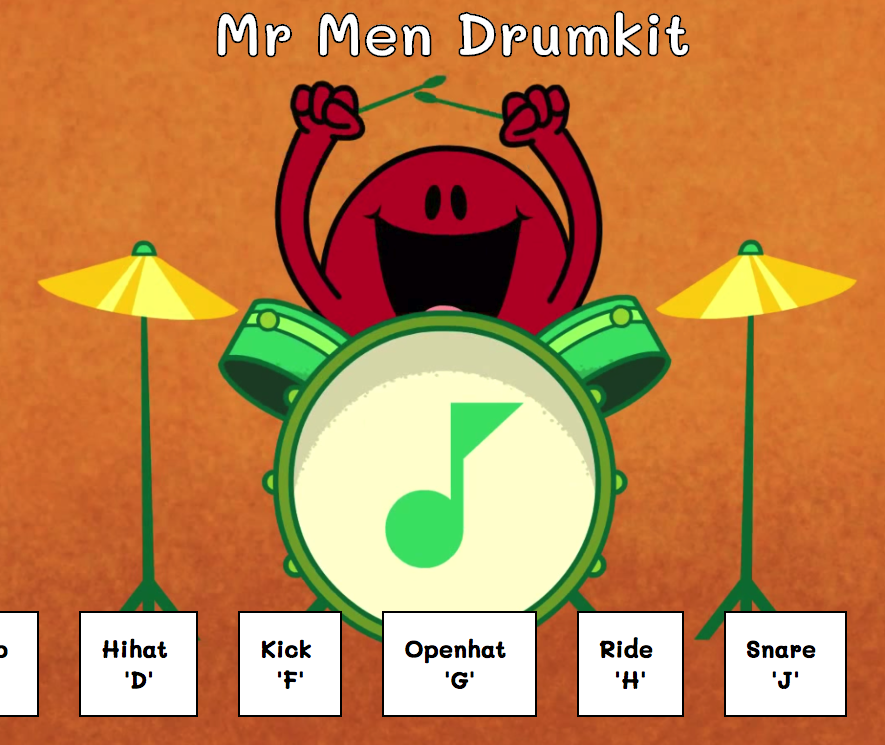 Mr Men Drumkit
Hihat
'D'
Kick
'F'
Openhat
'G'
Ride
'H'
Snare
'J'